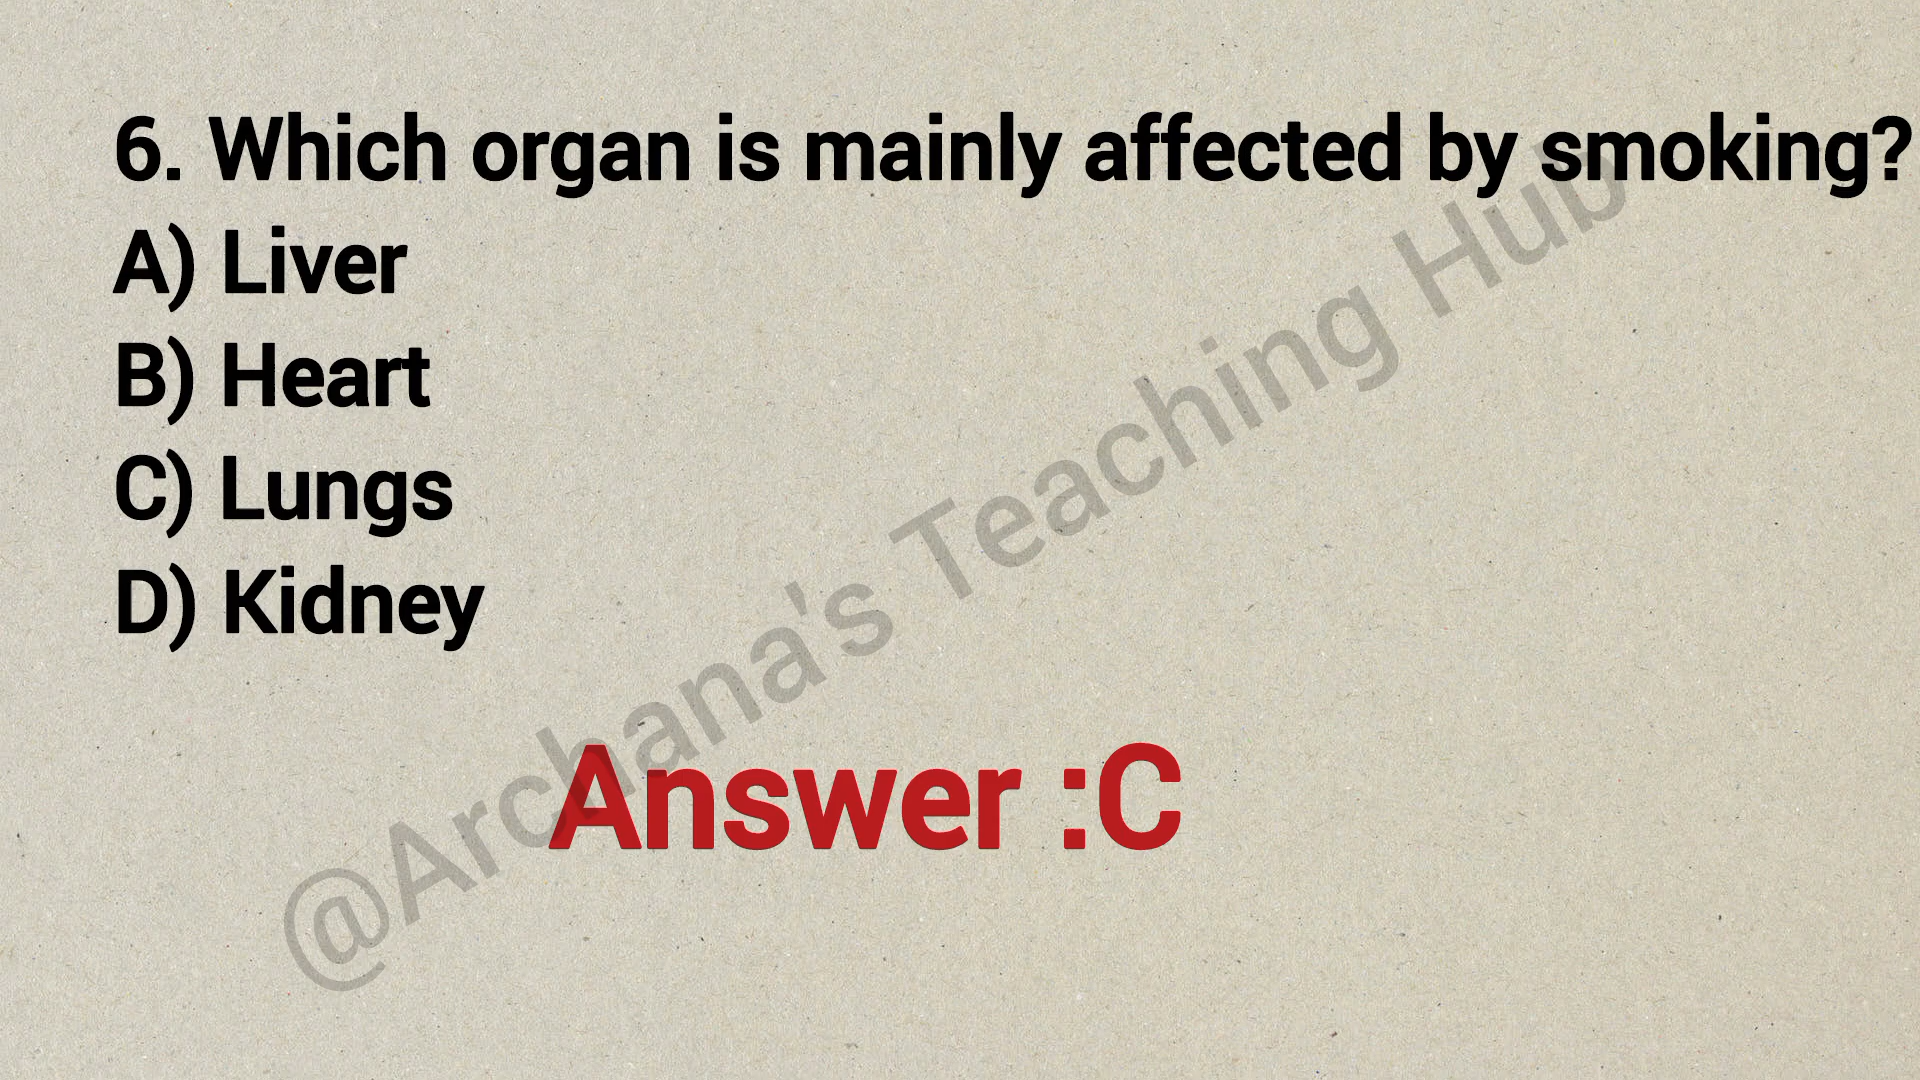 6. Which organ is mainly affected by smoking?
A) Liver
B) Heart
C) Lungs
D) Kidney
Answer :C
@Archana's Teaching Hub